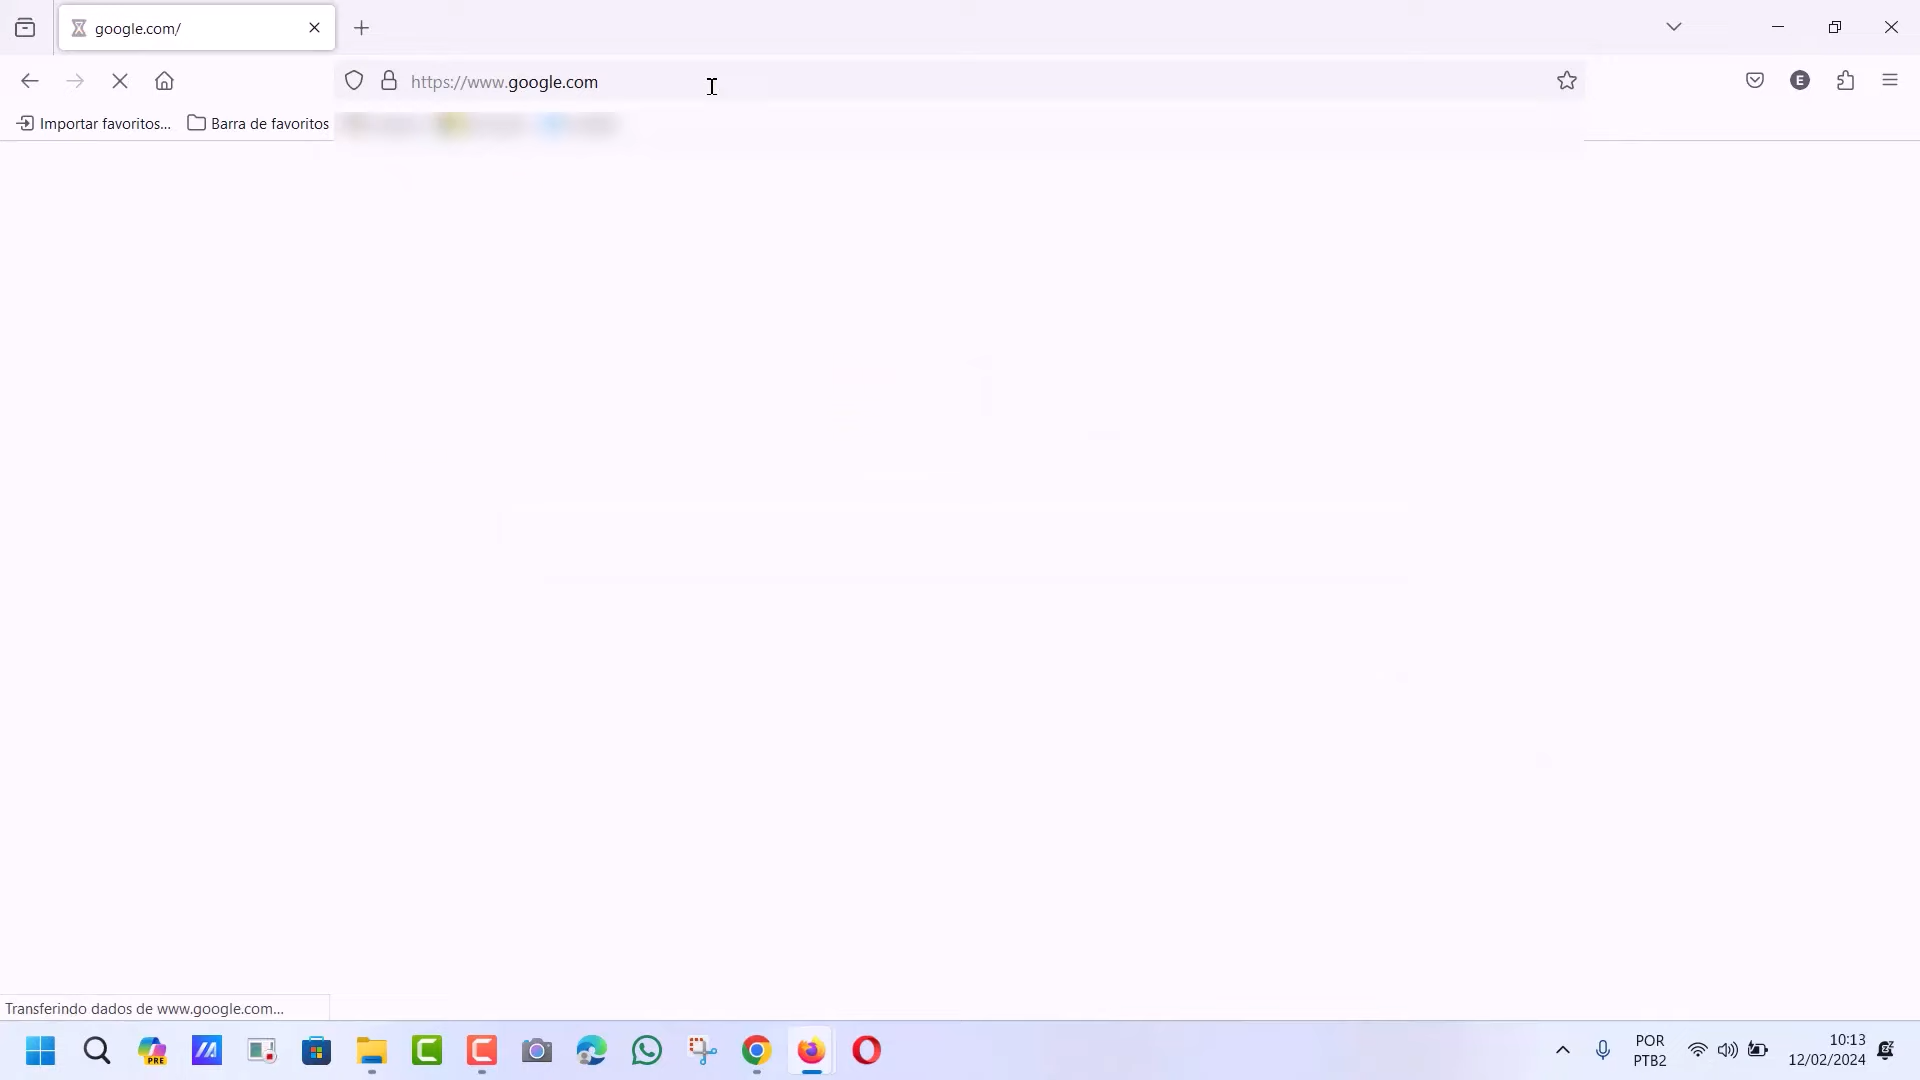 google.com/
https://www.google.com
E
Importar favoritos...
Barra de favoritos
Transferindo dados de www.google.com...
PRE
POR
PTB2
10:13
12/02/2024